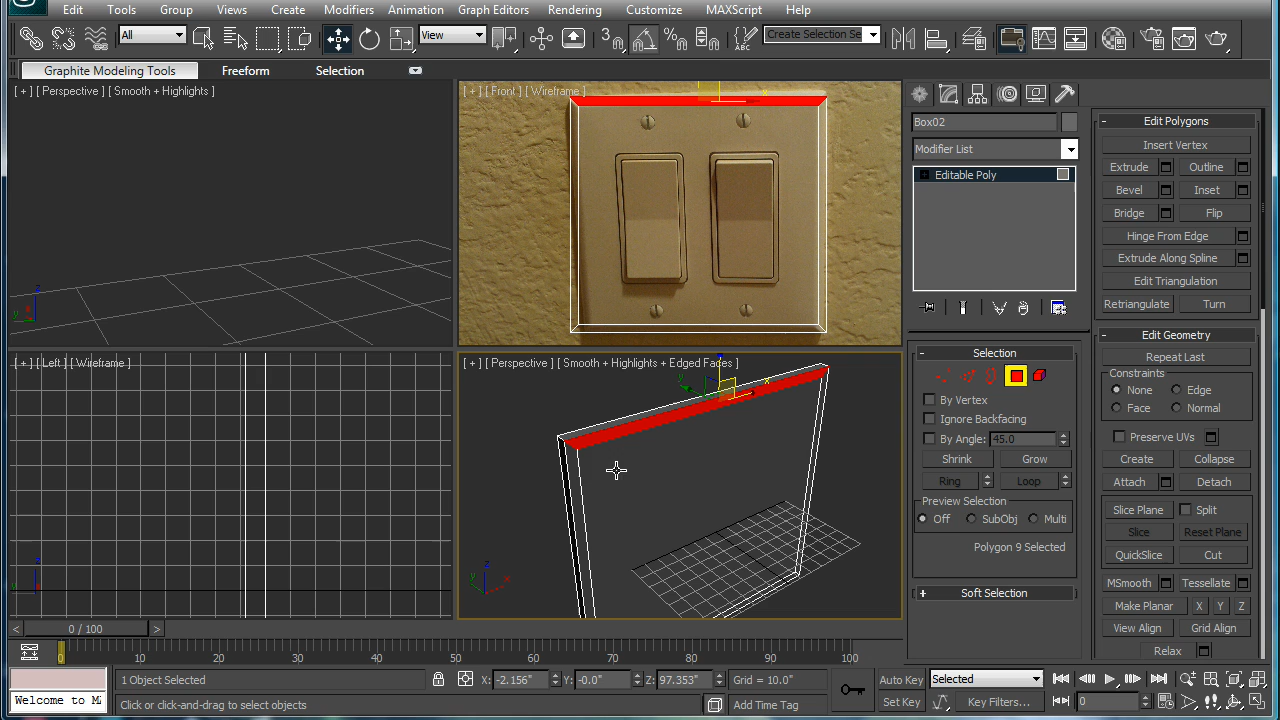 Edit Tools Group Views Create Modifiers Animation Graph Editors Rendering Customize MAXScript Help
All
View
3
Create Selection Se
Graphite Modeling Tools Freeform Selection
[ + ] [ Perspective ] [ Smooth + Highlights ]
[ + ] [ Front ] [ Wireframe ]
x
Box02
Modifier List
Editable Poly
- Edit Polygons
Insert Vertex
Extrude Outline
Bevel Inset
Bridge Flip
Hinge From Edge
Extrude Along Spline
Edit Triangulation
Retriangulate Turn
- Edit Geometry
Repeat Last
Constraints
None Edge
Face Normal
Preserve UVs
Create Collapse
Attach Detach
Slice Plane Split
Slice Reset Plane
QuickSlice Cut
MSmooth Tessellate
Make Planar X Y Z
View Align Grid Align
Relax
- Selection
By Vertex
Ignore Backfacing
By Angle: 45.0
Shrink Grow
Ring Loop
Preview Selection
Off SubObj Multi
Polygon 9 Selected
+ Soft Selection
[ + ] [ Left ] [ Wireframe ]
[ + ] [ Perspective ] [ Smooth + Highlights + Edged Faces ]
z
y
x
< 0 / 100 >
0 10 20 30 40 50 60 70 80 90 100
1 Object Selected
X: -2.156" Y: -0.0" Z: 97.353" Grid = 10.0"
Auto Key Selected
Welcome to M
Click or click-and-drag to select objects
Add Time Tag
Set Key Key Filters... 0